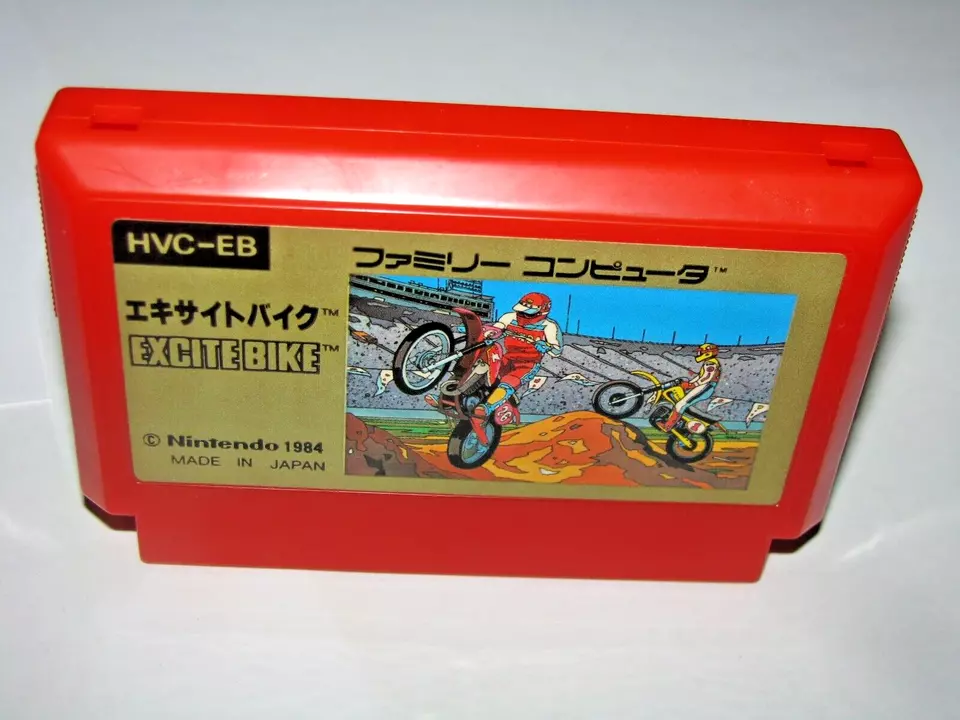 HVC-EB
ファミリー コンピュータ™
エキサイトバイク™
EXCITEBIKE™
© Nintendo 1984
MADE IN JAPAN